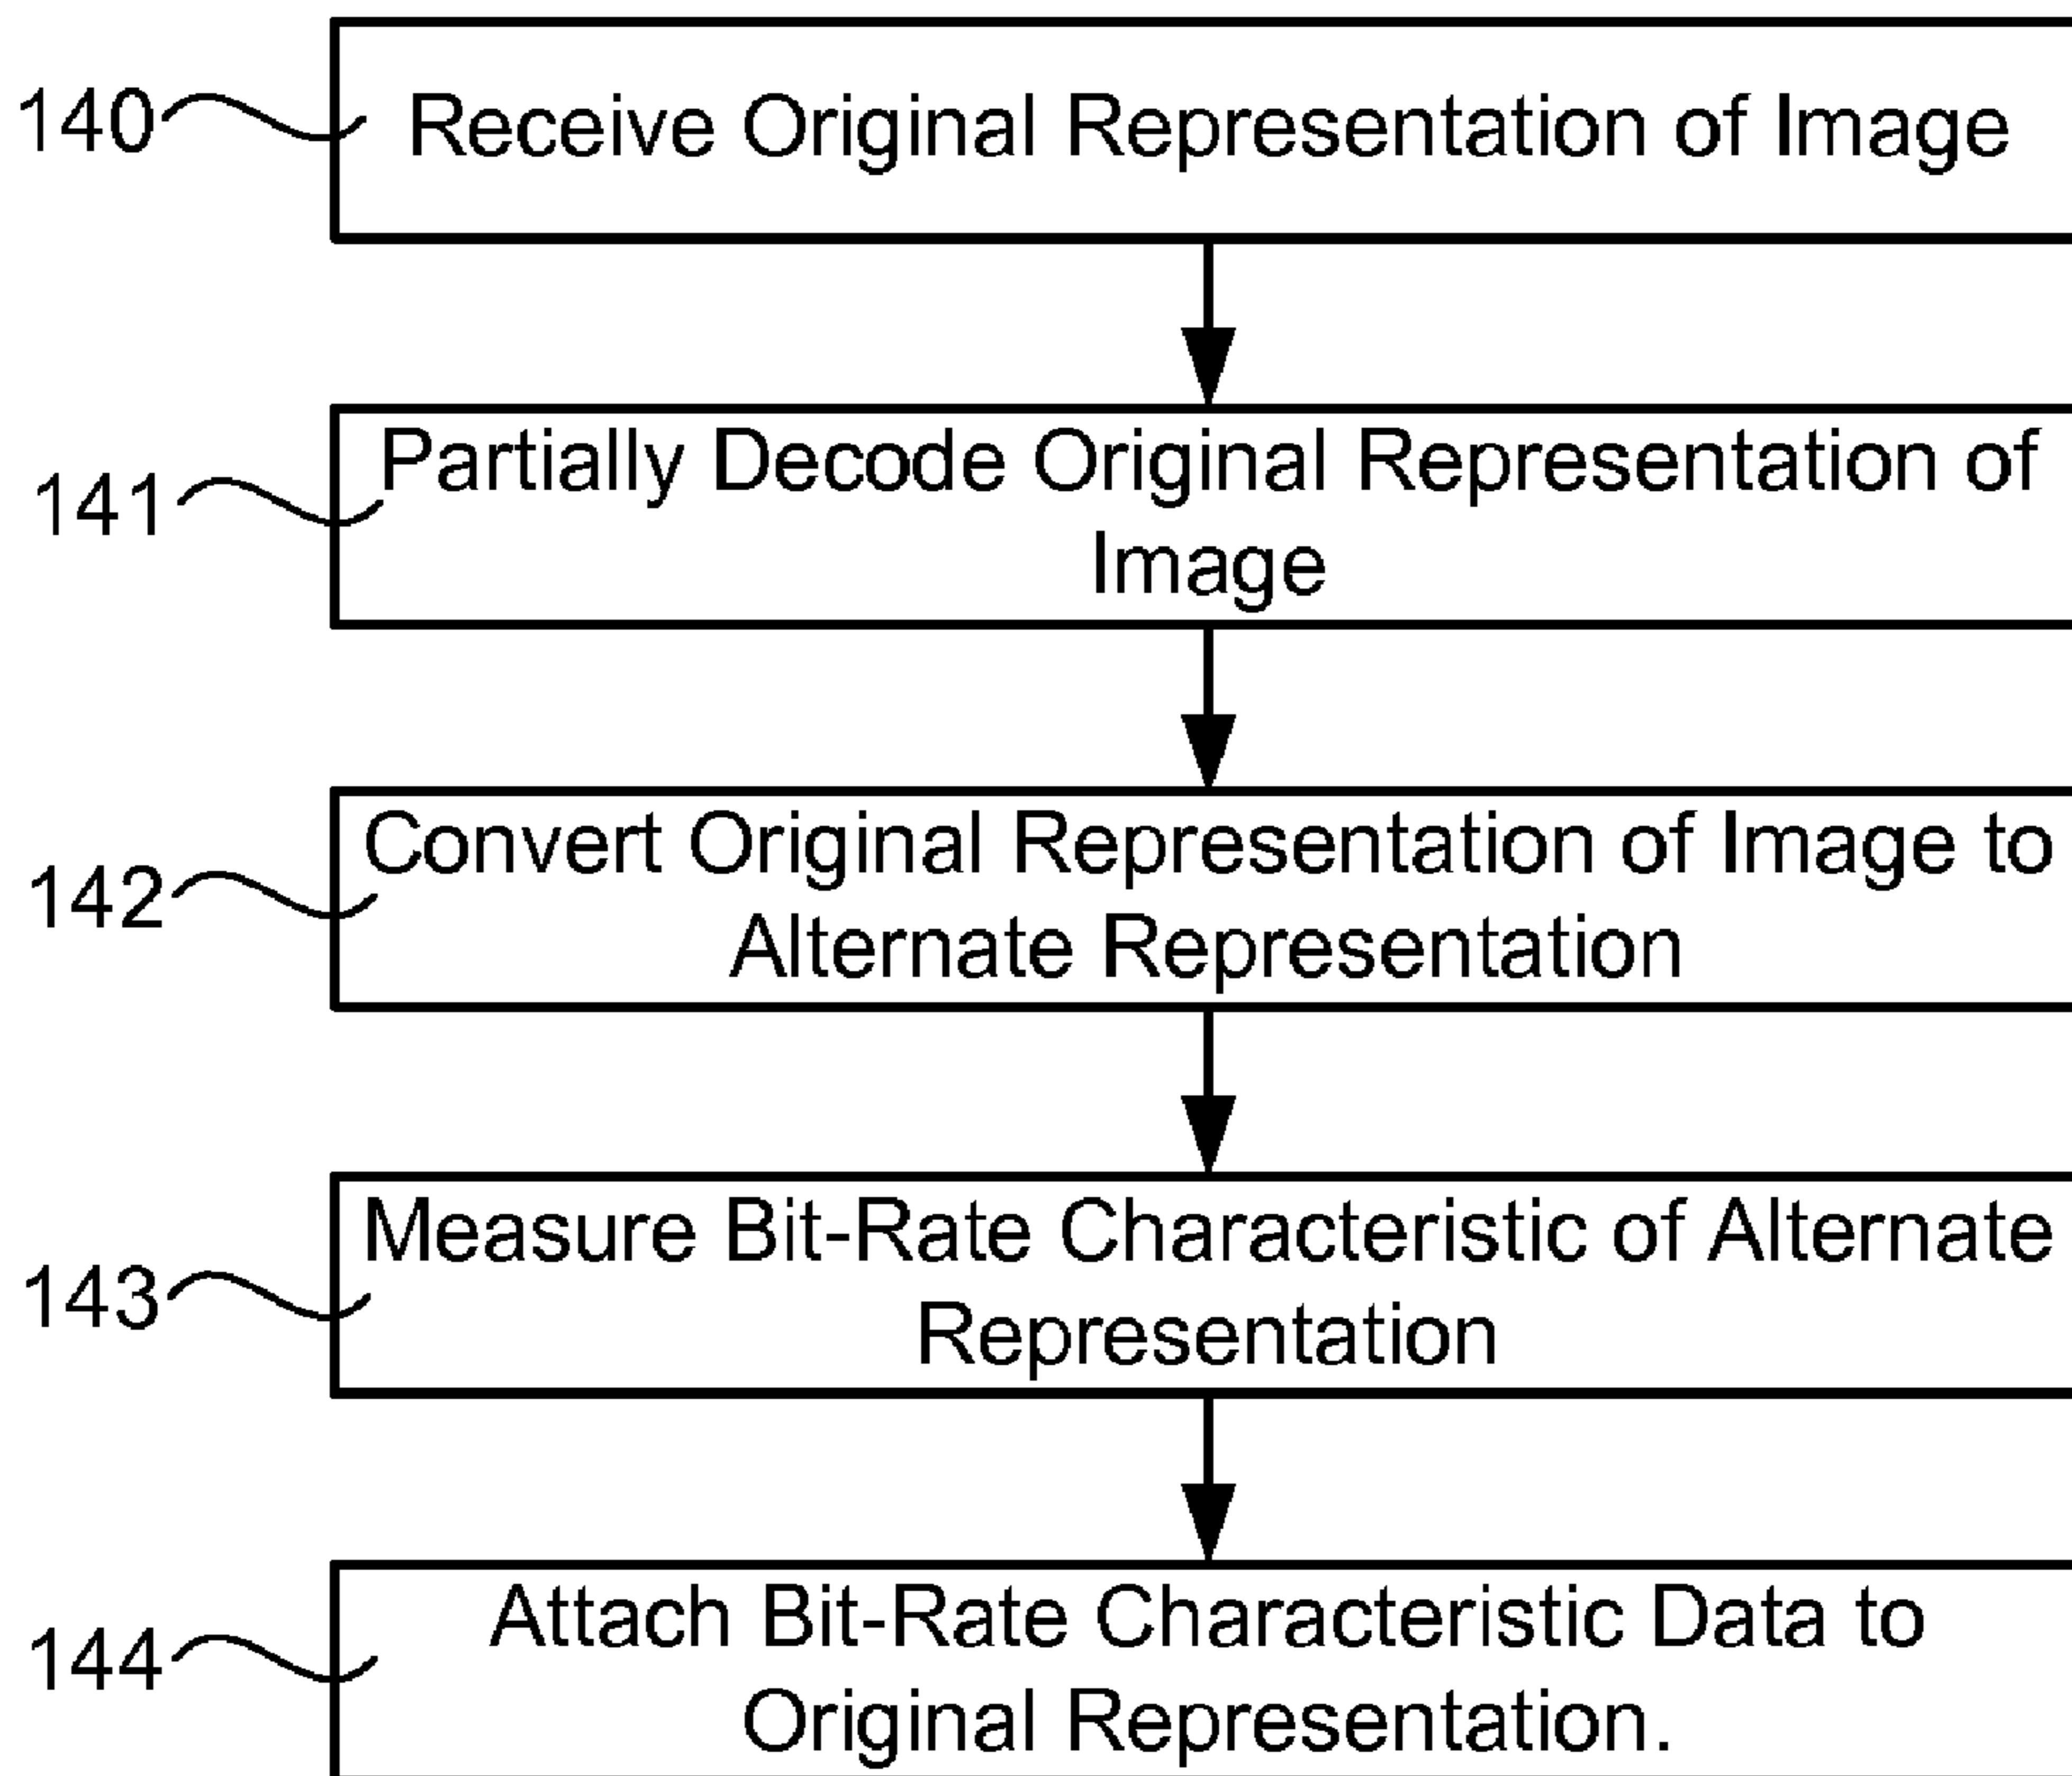 140
Receive Original Representation of Image
141
Partially Decode Original Representation of
Image
142
Convert Original Representation of Image to
Alternate Representation
143
Measure Bit-Rate Characteristic of Alternate
Representation
144
Attach Bit-Rate Characteristic Data to
Original Representation.